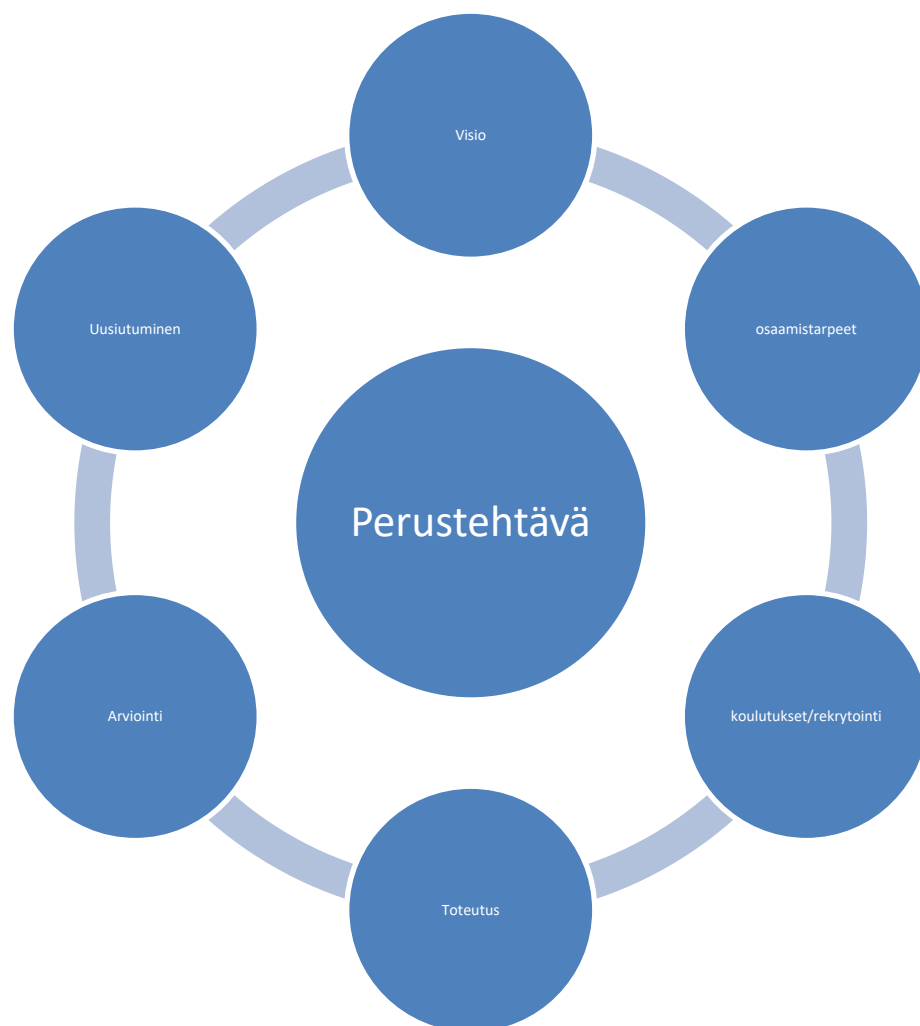 Visio
osaamistarpeet
koulutukset/rekrytointi
Toteutus
Arviointi
Uusiutuminen
Perustehtävä